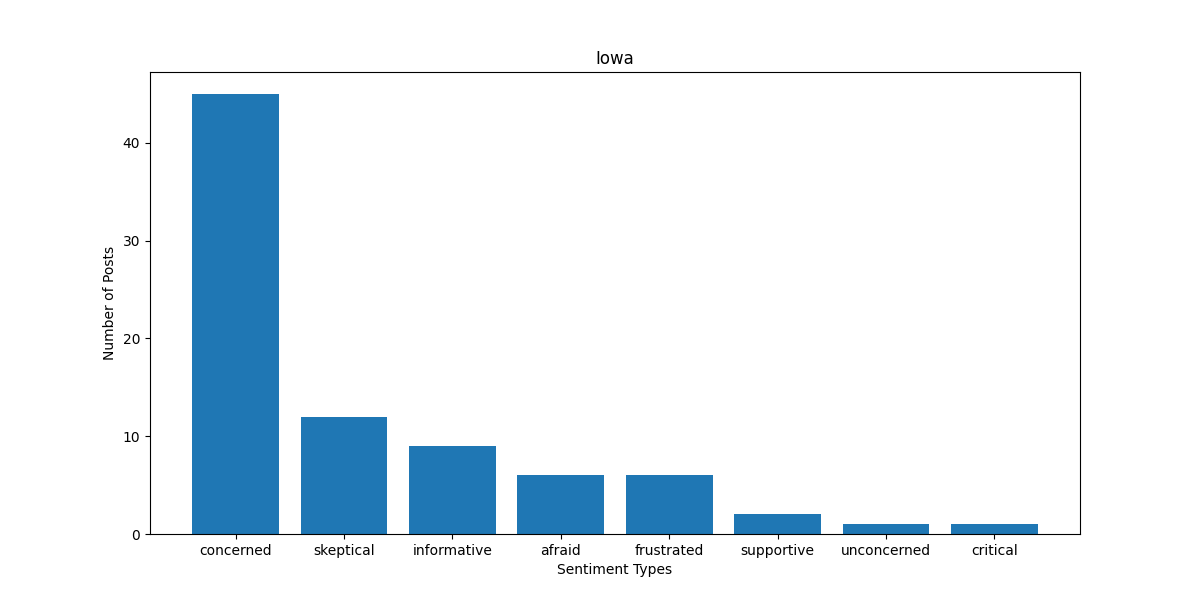 Iowa
40
30
20
10
0
Number of Posts
concerned skeptical informative afraid frustrated supportive unconcerned critical
Sentiment Types